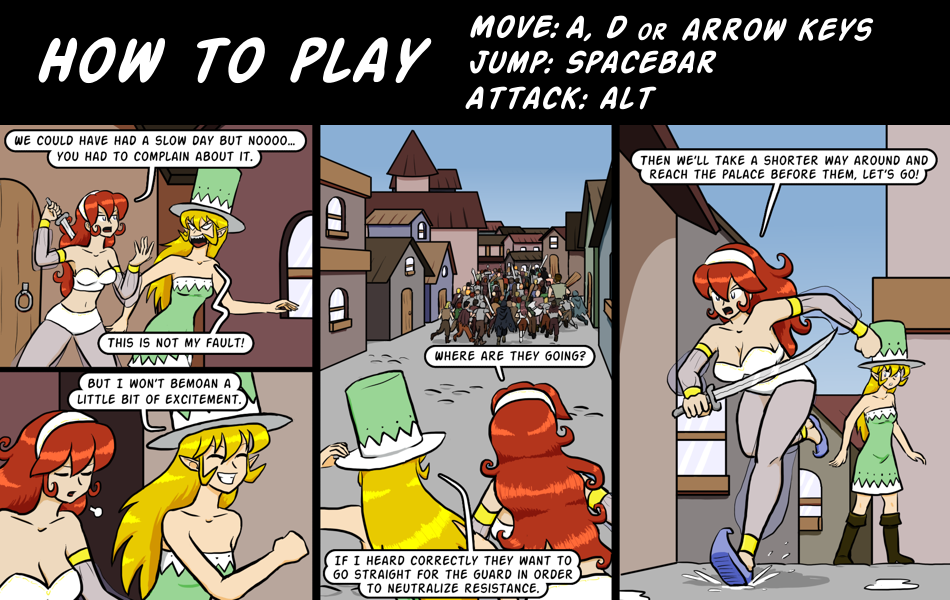 HOW TO PLAY
MOVE: A, D OR ARROW KEYS
JUMP: SPACEBAR
ATTACK: ALT
WE COULD HAVE HAD A SLOW DAY BUT NOOOO...
YOU HAD TO COMPLAIN ABOUT IT.
THIS IS NOT MY FAULT!
BUT I WON'T BEMOAN A
LITTLE BIT OF EXCITEMENT.
WHERE ARE THEY GOING?
IF I HEARD CORRECTLY THEY WANT TO
GO STRAIGHT FOR THE GUARD IN ORDER
TO NEUTRALIZE RESISTANCE.
THEN WE'LL TAKE A SHORTER WAY AROUND AND
REACH THE PALACE BEFORE THEM, LET'S GO!